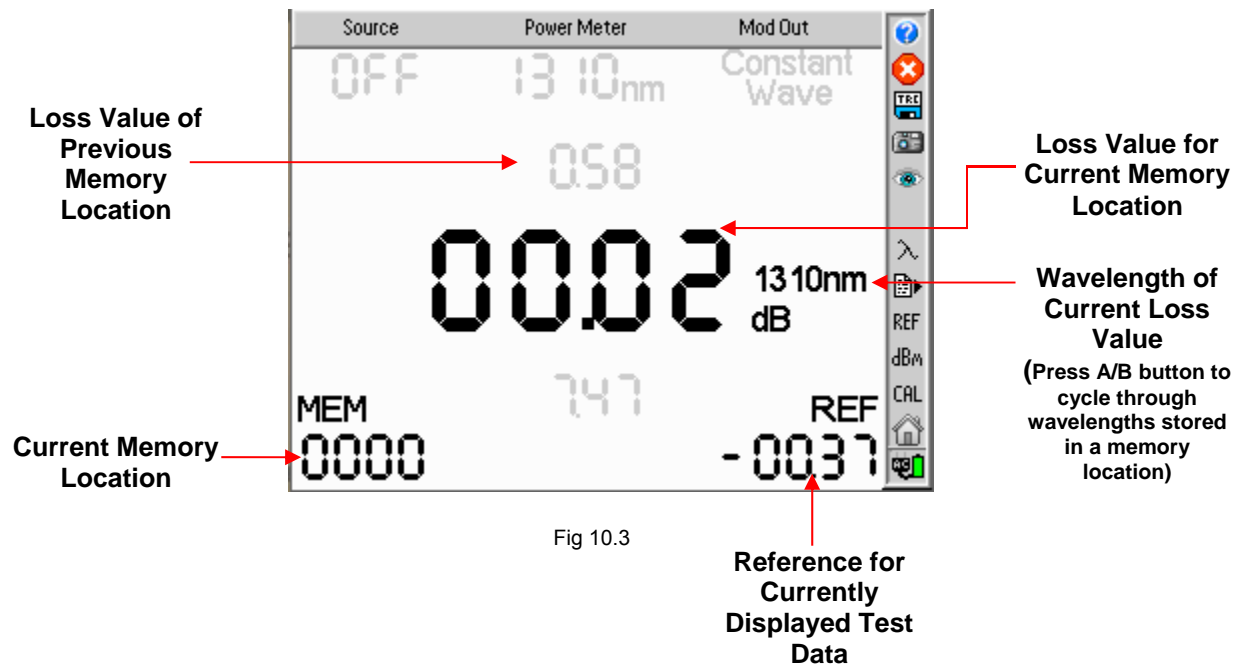 Source Power Meter Mod Out
OFF 1310nm Constant
Wave
TRC
Loss Value of
Previous
Memory
Location
0.58
Loss Value for
Current Memory
Location
00.02
1310nm
dB
λ
REF
dBm
CAL
Wavelength of
Current Loss
Value
(Press A/B button to
cycle through
wavelengths stored
in a memory
location)
7.47
MEM
0000
REF
-00.37
Current Memory
Location
Fig 10.3
Reference for
Currently
Displayed Test
Data